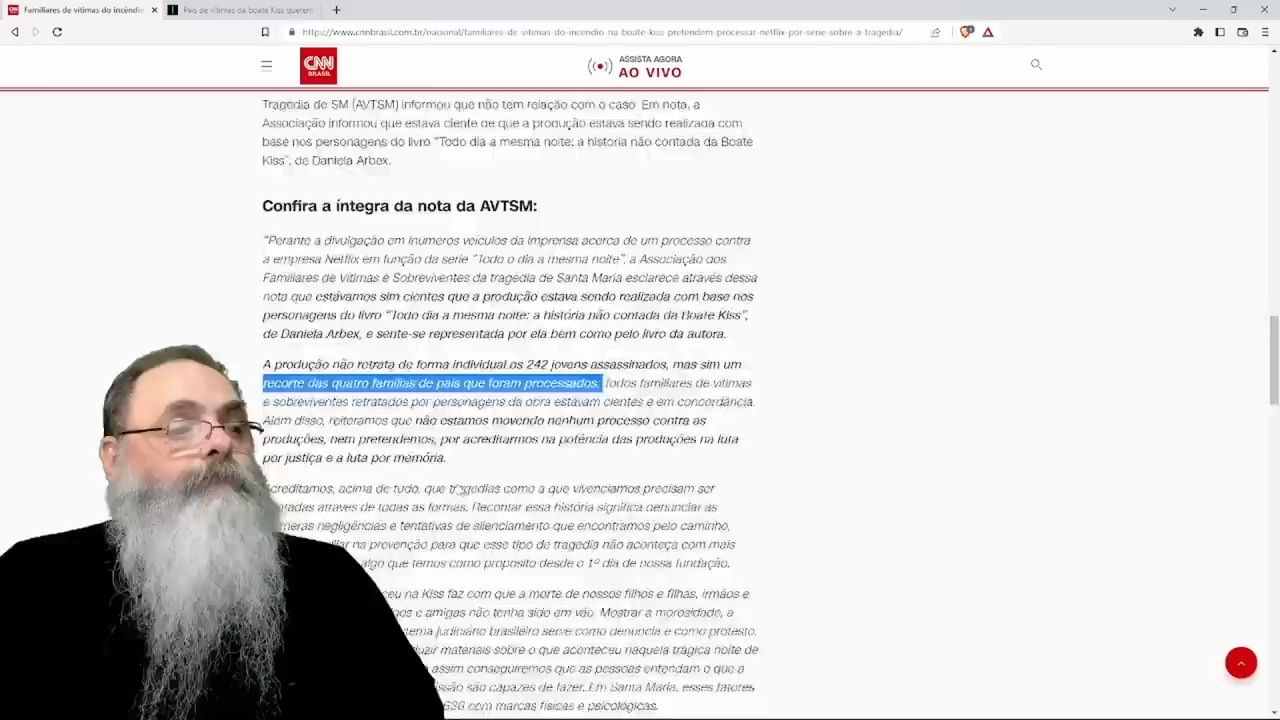 Familiares de vítimas do incêndio
Pais de vítimas da boate Kiss querem
https://www.cnnbrasil.com.br/nacional/familiares-de-vitimas-do-incendio-na-boate-kiss-pretendem-processar-netflix-por-serie-sobre-a-tragedia/
CNN
BRASIL
ASSISTA AGORA
AO VIVO
Tragédia de SM (AVTSM) informou que não tem relação com o caso. Em nota, a
Associação informou que estava ciente de que a produção estava sendo realizada com
base nos personagens do livro “Todo dia a mesma noite: a história não contada da Boate
Kiss”, de Daniela Arbex.
Confira a íntegra da nota da AVTSM:
“Perante a divulgação em inúmeros veículos da imprensa acerca de um processo contra
a empresa Netflix em função da série “Todo o dia a mesma noite”, a Associação dos
Familiares de Vítimas e Sobreviventes da tragédia de Santa Maria esclarece através dessa
nota que estávamos sim cientes que a produção estava sendo realizada com base nos
personagens do livro “Todo dia a mesma noite: a história não contada da Boate Kiss”,
de Daniela Arbex, e sente-se representada por ela bem como pelo livro da autora.
A produção não retrata de forma individual os 242 jovens assassinados, mas sim um
recorte das quatro famílias de pais que foram processados. Todos familiares de vítimas
e sobreviventes retratados por personagens da obra estavam cientes e em concordância.
Além disso, reiteramos que não estamos movendo nenhum processo contra as
produções, nem pretendemos, por acreditarmos na potência das produções na luta
por justiça e a luta por memória.
Acreditamos, acima de tudo, que tragédias como a que vivenciamos precisam ser
através de todas as formas. Recontar essa história significa denunciar as
negligências e tentativas de silenciamento que encontramos pelo caminho,
na prevenção para que esse tipo de tragédia não aconteça com mais
algo que temos como propósito desde o 1º dia de nossa fundação.
na Kiss faz com que a morte de nossos filhos e filhas, irmãos e
e amigas não tenha sido em vão. Mostrar a morosidade, a
judiciário brasileiro serve como denúncia e como protesto.
materiais sobre o que aconteceu naquela trágica noite de
assim conseguiremos que as pessoas entendam o que a
são capazes de fazer. Em Santa Maria, esses fatores
636 com marcas físicas e psicológicas.